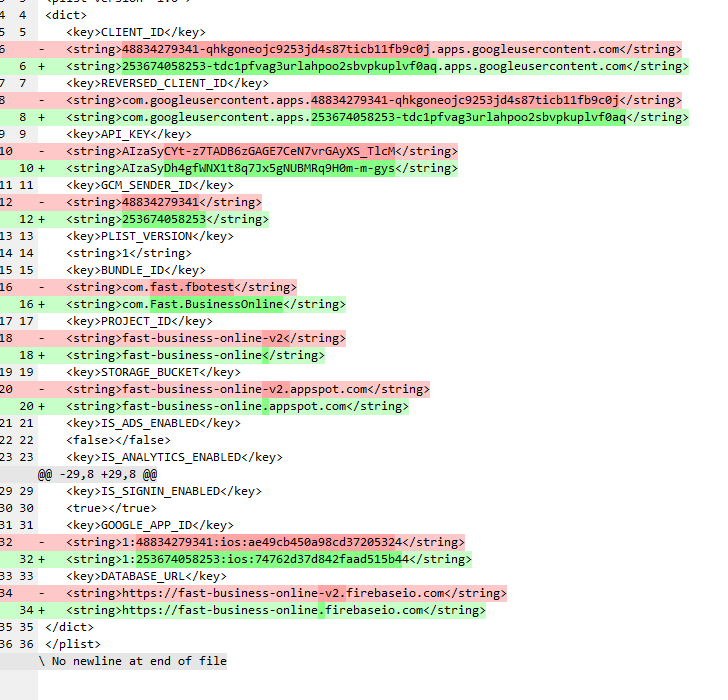 4 4 <dict>
5 5 <key>CLIENT_ID</key>
6 - <string>48834279341-qhkgoneojc9253jd4s87ticb11fb9c0j.apps.googleusercontent.com</string>
6 + <string>253674058253-tdc1pfvag3urlahpoo2sbvpkuplvf0aq.apps.googleusercontent.com</string>
7 7 <key>REVERSED_CLIENT_ID</key>
8 - <string>com.googleusercontent.apps.48834279341-qhkgoneojc9253jd4s87ticb11fb9c0j</string>
8 + <string>com.googleusercontent.apps.253674058253-tdc1pfvag3urlahpoo2sbvpkuplvf0aq</string>
9 9 <key>API_KEY</key>
10 - <string>AIzaSyCYt-z7TADB6zGAGE7CeN7vrGAyXS_TlcM</string>
10 + <string>AIzaSyDh4gfWNX1t8q7Jx5gNUBMRq9H0m-m-gys</string>
11 11 <key>GCM_SENDER_ID</key>
12 - <string>48834279341</string>
12 + <string>253674058253</string>
13 13 <key>PLIST_VERSION</key>
14 14 <string>1</string>
15 15 <key>BUNDLE_ID</key>
16 - <string>com.fast.fbotest</string>
16 + <string>com.Fast.BusinessOnline</string>
17 17 <key>PROJECT_ID</key>
18 - <string>fast-business-online-v2</string>
18 + <string>fast-business-online</string>
19 19 <key>STORAGE_BUCKET</key>
20 - <string>fast-business-online-v2.appspot.com</string>
20 + <string>fast-business-online.appspot.com</string>
21 21 <key>IS_ADS_ENABLED</key>
22 22 <false></false>
23 23 <key>IS_ANALYTICS_ENABLED</key>
@@ -29,8 +29,8 @@
29 29 <key>IS_SIGNIN_ENABLED</key>
30 30 <true></true>
31 31 <key>GOOGLE_APP_ID</key>
32 - <string>1:48834279341:ios:ae49cb450a98cd37205324</string>
32 + <string>1:253674058253:ios:74762d37d842faad515b44</string>
33 33 <key>DATABASE_URL</key>
34 - <string>https://fast-business-online-v2.firebaseio.com</string>
34 + <string>https://fast-business-online.firebaseio.com</string>
35 35 </dict>
36 36 </plist>
\ No newline at end of file